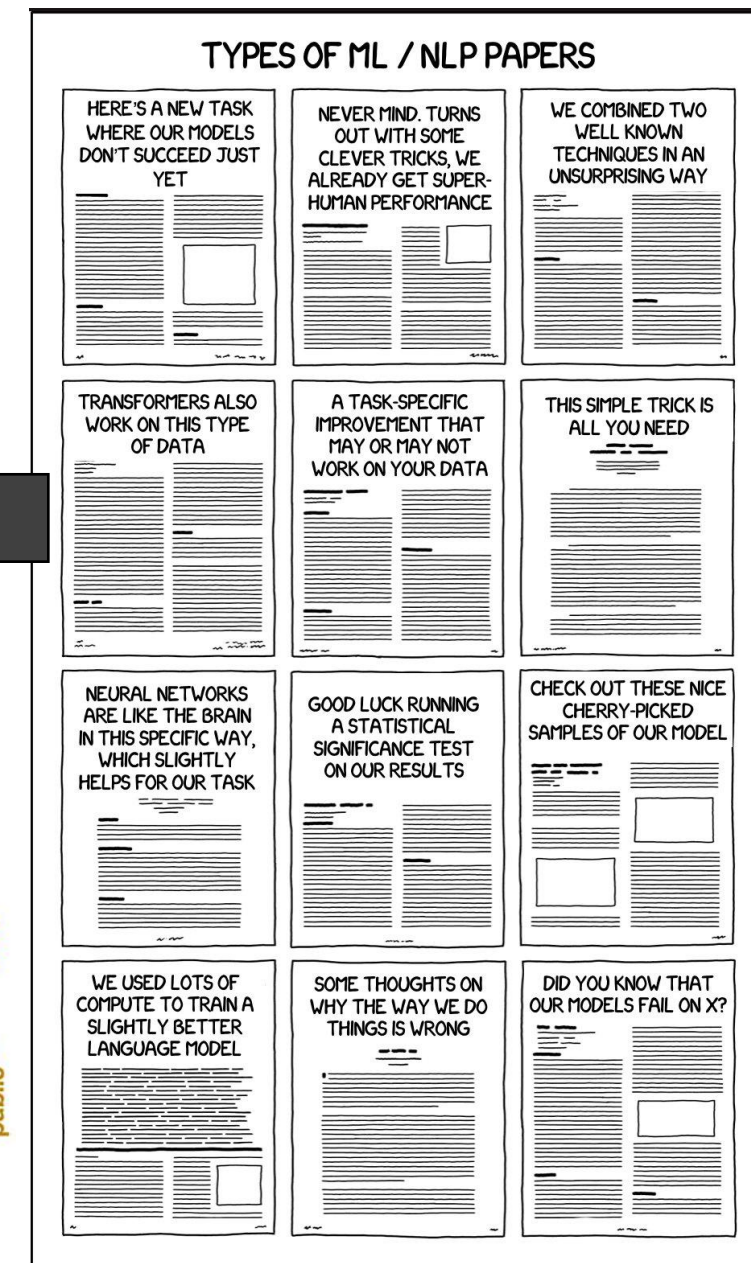 TYPES OF ML / NLP PAPERS
HERE'S A NEW TASK
WHERE OUR MODELS
DON'T SUCCEED JUST
YET
NEVER MIND. TURNS
OUT WITH SOME
CLEVER TRICKS, WE
ALREADY GET SUPER-
HUMAN PERFORMANCE
WE COMBINED TWO
WELL KNOWN
TECHNIQUES IN AN
UNSURPRISING WAY
TRANSFORMERS ALSO
WORK ON THIS TYPE
OF DATA
A TASK-SPECIFIC
IMPROVEMENT THAT
MAY OR MAY NOT
WORK ON YOUR DATA
THIS SIMPLE TRICK IS
ALL YOU NEED
NEURAL NETWORKS
ARE LIKE THE BRAIN
IN THIS SPECIFIC WAY,
WHICH SLIGHTLY
HELPS FOR OUR TASK
GOOD LUCK RUNNING
A STATISTICAL
SIGNIFICANCE TEST
ON OUR RESULTS
CHECK OUT THESE NICE
CHERRY-PICKED
SAMPLES OF OUR MODEL
WE USED LOTS OF
COMPUTE TO TRAIN A
SLIGHTLY BETTER
LANGUAGE MODEL
SOME THOUGHTS ON
WHY THE WAY WE DO
THINGS IS WRONG
DID YOU KNOW THAT
OUR MODELS FAIL ON X?
public